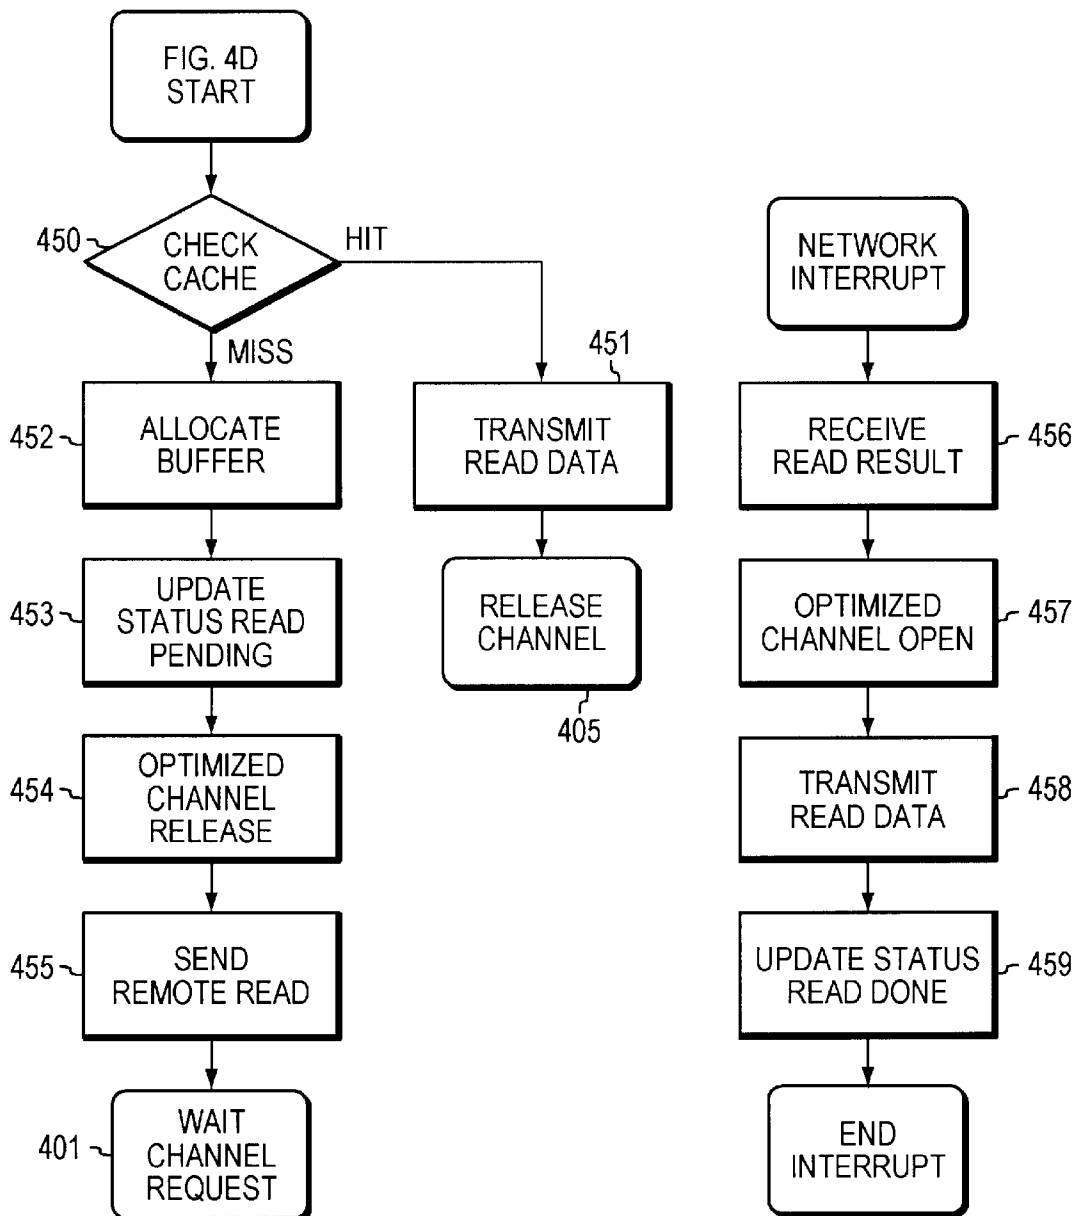 FIG. 4D
START
450
CHECK
CACHE
HIT
MISS
452
ALLOCATE
BUFFER
453
UPDATE
STATUS READ
PENDING
454
OPTIMIZED
CHANNEL
RELEASE
455
SEND
REMOTE READ
401
WAIT
CHANNEL
REQUEST
451
TRANSMIT
READ DATA
RELEASE
CHANNEL
405
NETWORK
INTERRUPT
RECEIVE
READ RESULT
456
OPTIMIZED
CHANNEL OPEN
457
TRANSMIT
READ DATA
458
UPDATE STATUS
READ DONE
459
END
INTERRUPT